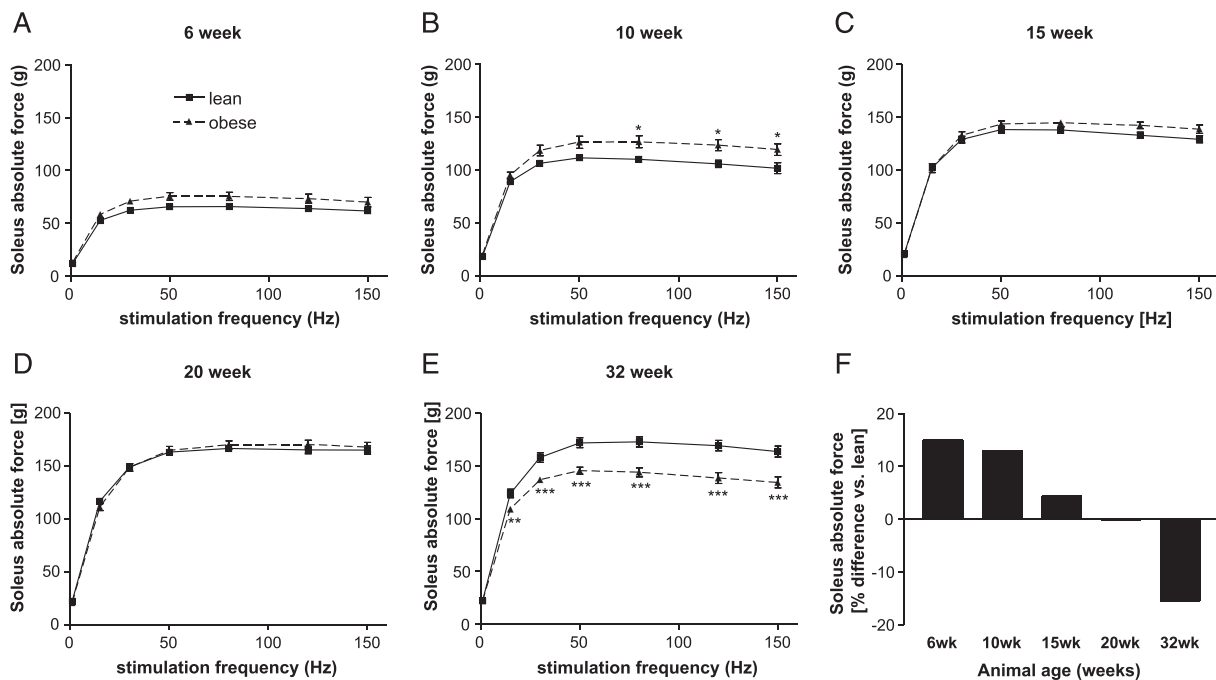 A
6 week
Soleus absolute force (g)
200
150
100
50
0
lean
obese
0
50
100
150
stimulation frequency (Hz)
B
10 week
Soleus absolute force (g)
200
150
100
50
0
*
*
*
0
50
100
150
stimulation frequency (Hz)
C
15 week
Soleus absolute force (g)
200
150
100
50
0
0
50
100
150
stimulation frequency [Hz]
D
20 week
Soleus absolute force [g]
200
150
100
50
0
0
50
100
150
stimulation frequency (Hz)
E
32 week
Soleus absolute force [g]
200
150
100
50
0
**
***
***
***
***
***
0
50
100
150
stimulation frequency (Hz)
F
Soleus absolute force
[% difference vs. lean]
20
10
0
-10
-20
6wk
10wk
15wk
20wk
32wk
Animal age (weeks)